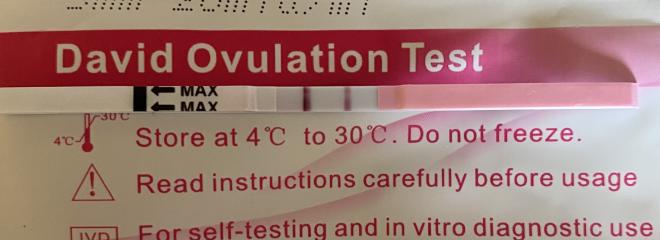 David Ovulation Test
MAX
MAX
30℃
4℃
Store at 4℃ to 30℃. Do not freeze.
Read instructions carefully before usage
IVD
For self-testing and in vitro diagnostic use